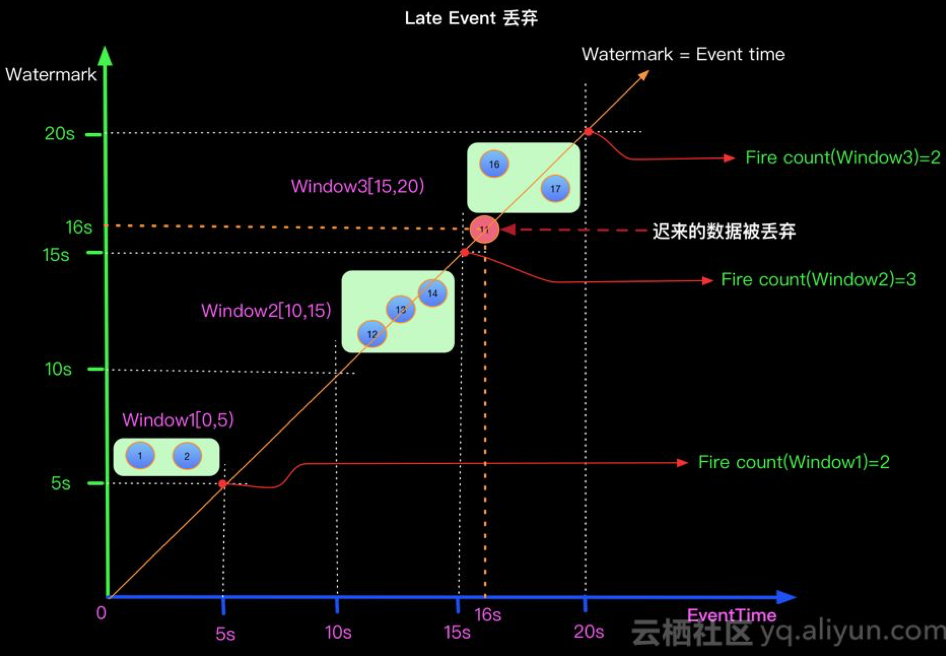 Late Event 丢弃
Watermark = Event time
Watermark
20s
Fire count(Window3)=2
16
Window3[15,20)
17
16s
11
迟来的数据被丢弃
15s
Fire count(Window2)=3
14
Window2[10,15)
13
12
10s
Window1[0,5)
1
2
Fire count(Window1)=2
5s
0
16s
EventTime
5s
10s
15s
20s
云栖社区 yq.aliyun.com